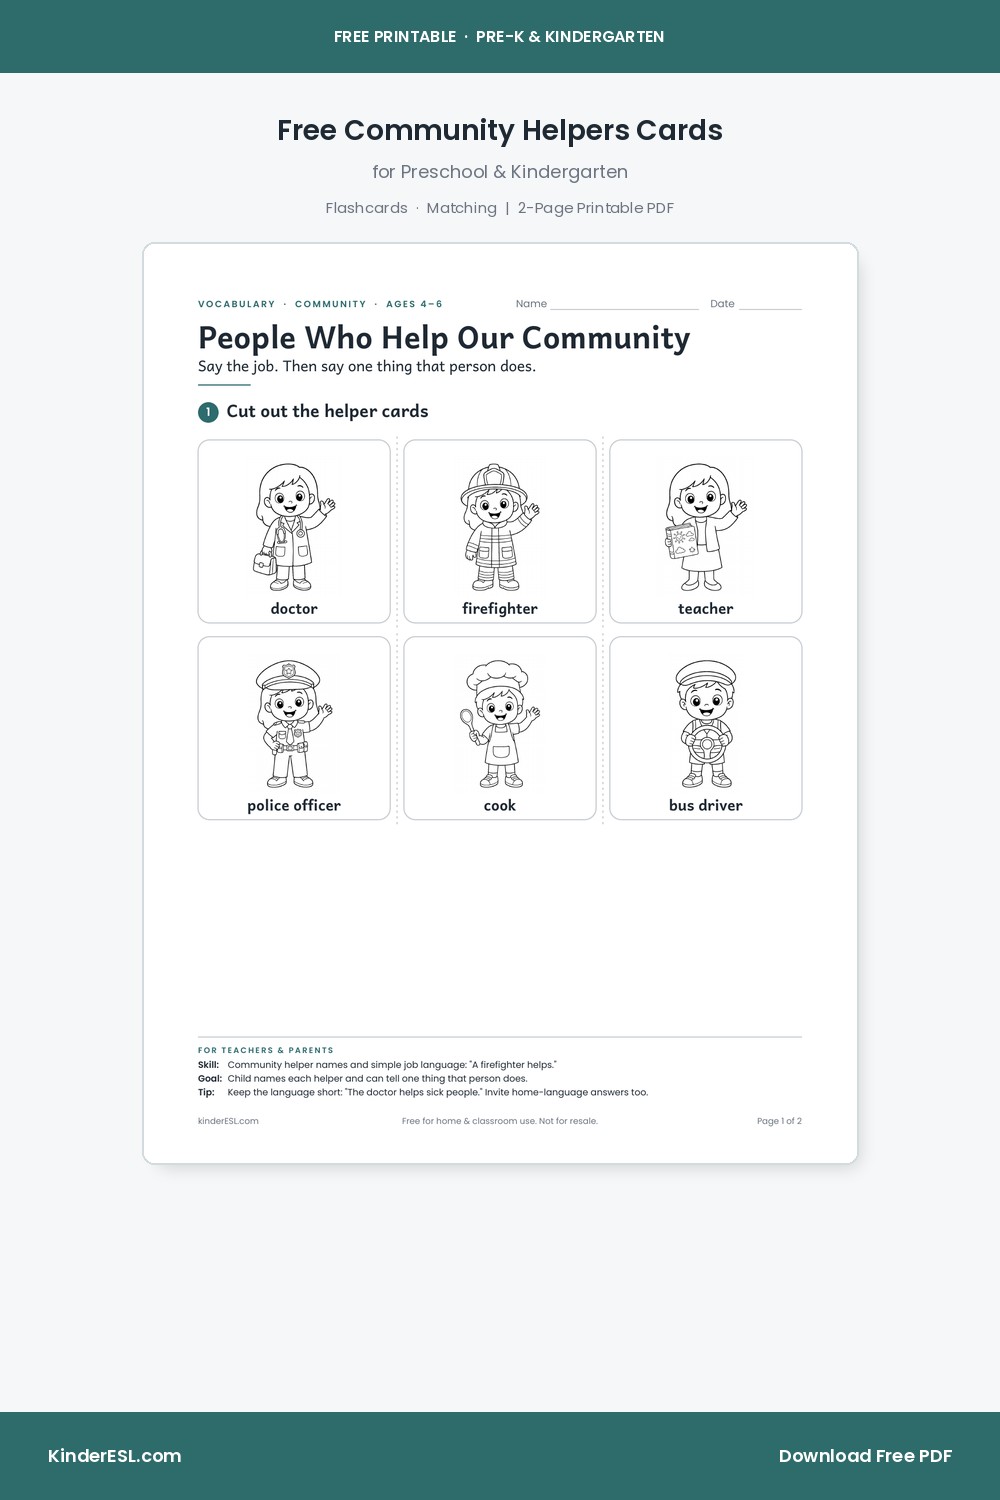 FREE PRINTABLE · PRE-K & KINDERGARTEN
Free Community Helpers Cards
for Preschool & Kindergarten
Flashcards · Matching | 2-Page Printable PDF
VOCABULARY · COMMUNITY · AGES 4–6
Name Date
People Who Help Our Community
Say the job. Then say one thing that person does.
1 Cut out the helper cards
doctor firefighter teacher
police officer cook bus driver
FOR TEACHERS & PARENTS
Skill: Community helper names and simple job language: "A firefighter helps."
Goal: Child names each helper and can tell one thing that person does.
Tip: Keep the language short: "The doctor helps sick people." Invite home-language answers too.
kinderESL.com Free for home & classroom use. Not for resale. Page 1 of 2
KinderESL.com Download Free PDF